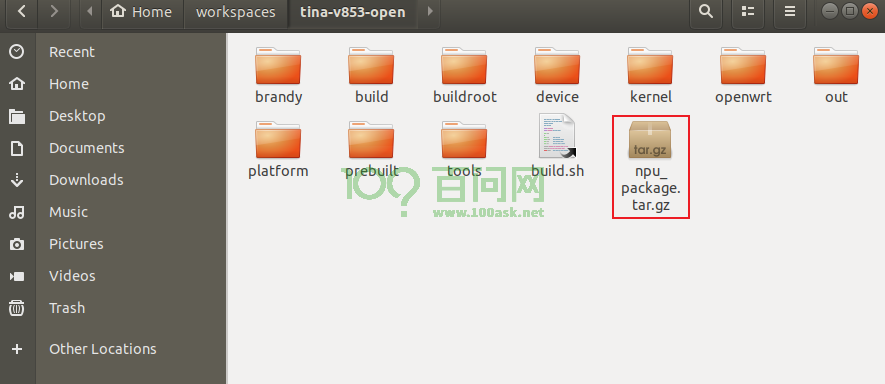 Home
workspaces
tina-v853-open
Recent
Home
Desktop
Documents
Downloads
Music
Pictures
Videos
Trash
Other Locations
brandy
build
buildroot
device
kernel
openwrt
out
tar.gz
platform
prebuilt
tools
build.sh
npu_
package.
tar.gz
100?百问网
www.100ask.net